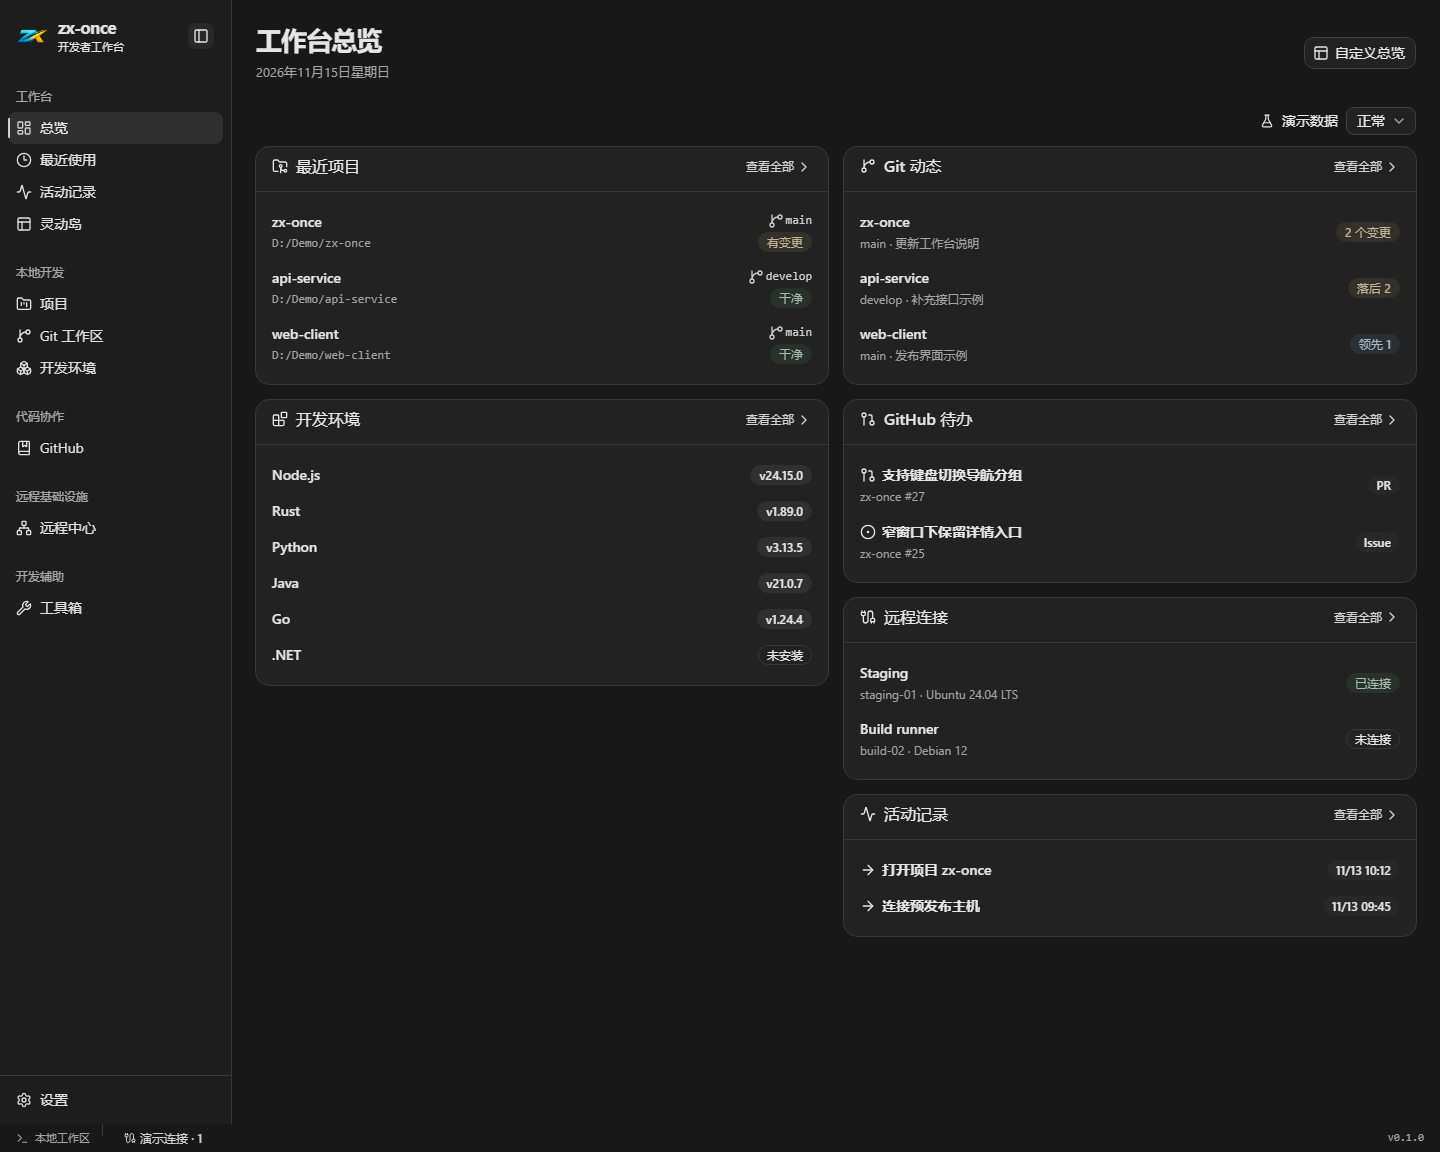 zx-once
开发者工作台
工作台
总览
最近使用
活动记录
灵动岛
本地开发
项目
Git 工作区
开发环境
代码协作
GitHub
远程基础设施
远程中心
开发辅助
工具箱
设置
工作台总览
2026年11月15日星期日
自定义总览
演示数据 正常
最近项目 查看全部
zx-once main
D:/Demo/zx-once 有变更
api-service develop
D:/Demo/api-service 干净
web-client main
D:/Demo/web-client 干净
Git 动态 查看全部
zx-once
main · 更新工作台说明 2 个变更
api-service
develop · 补充接口示例 落后 2
web-client
main · 发布界面示例 领先 1
开发环境 查看全部
Node.js v24.15.0
Rust v1.89.0
Python v3.13.5
Java v21.0.7
Go v1.24.4
.NET 未安装
GitHub 待办 查看全部
支持键盘切换导航分组
zx-once #27 PR
窄窗口下保留详情入口
zx-once #25 Issue
远程连接 查看全部
Staging
staging-01 · Ubuntu 24.04 LTS 已连接
Build runner
build-02 · Debian 12 未连接
活动记录 查看全部
打开项目 zx-once 11/13 10:12
连接预发布主机 11/13 09:45
本地工作区 演示连接 · 1 v0.1.0